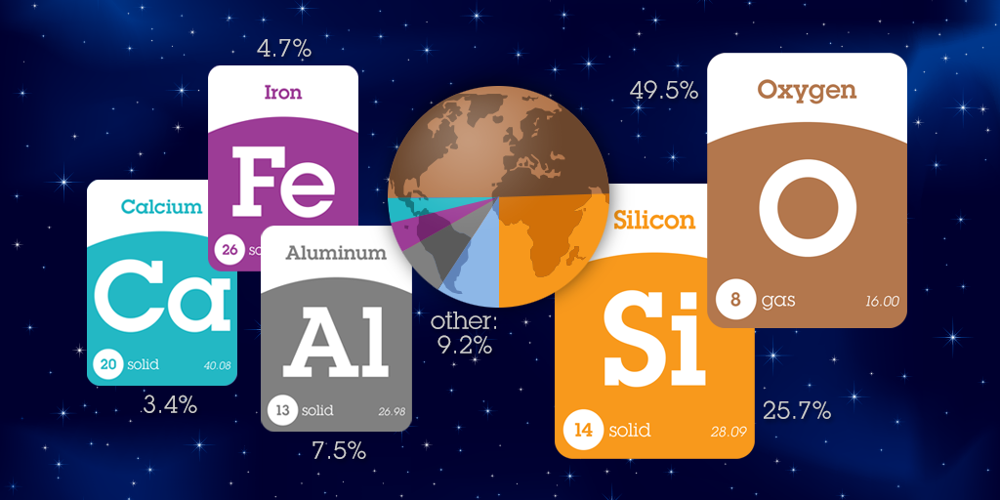 4.7%
Iron
Fe
26
Calcium
Ca
20 solid 40.08
3.4%
Aluminum
Al
13 solid 26.98
7.5%
other:
9.2%
49.5%
Oxygen
O
8 gas 16.00
Silicon
Si
14 solid 28.09
25.7%